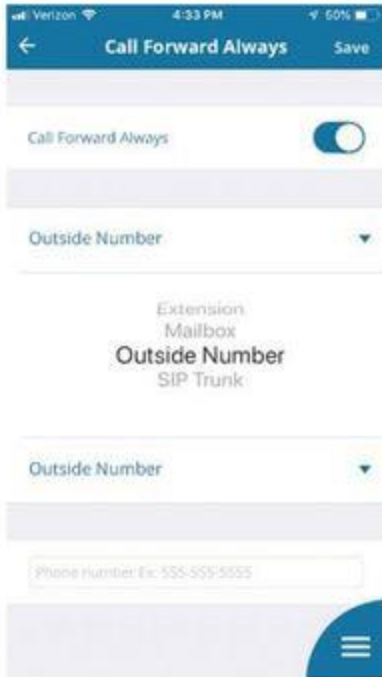 Verizon 4:33 PM 60%
Call Forward Always Save
Call Forward Always
Outside Number
Extension
Mailbox
Outside Number
SIP Trunk
Outside Number
Phone number Ex: 555-555-5555